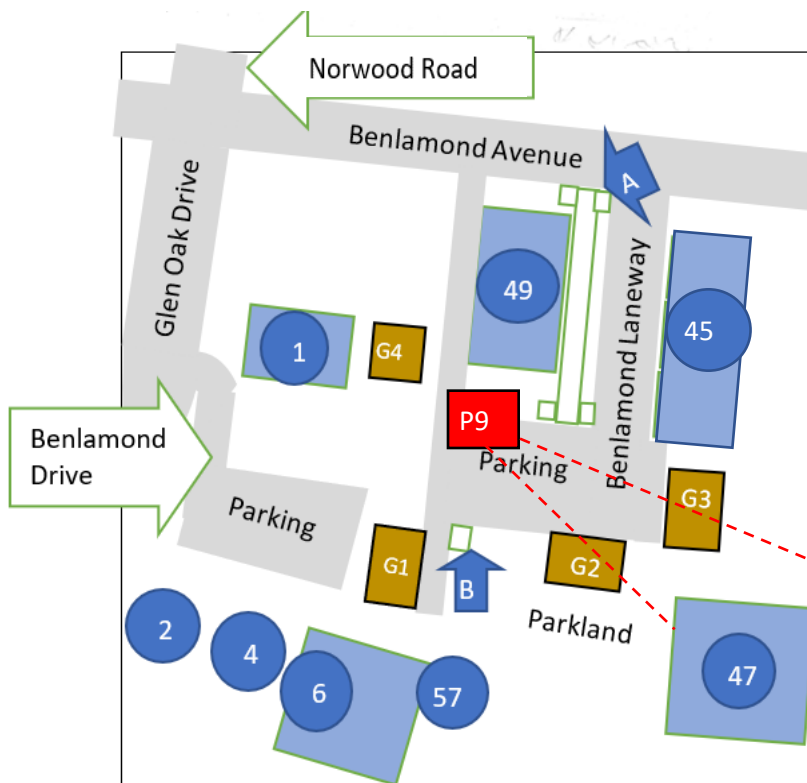 Norwood Road
Benlamond Avenue
A
Glen Oak Drive
49
45
1
G4
Benlamond Laneway
P9
Benlamond
Drive
Parking
G3
Parking
G1
G2
B
Parkland
2
4
6
57
47